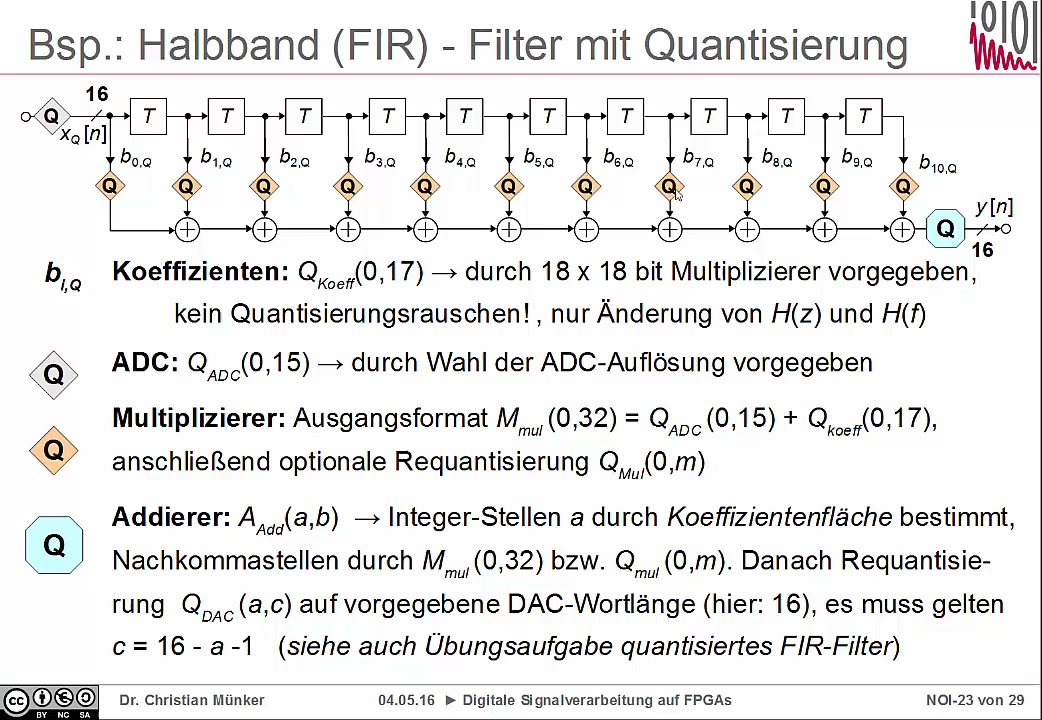 Bsp.: Halbband (FIR) - Filter mit Quantisierung
16
Q T T T T T T T T T T
xQ [n]
b0,Q b1,Q b2,Q b3,Q b4,Q b5,Q b6,Q b7,Q b8,Q b9,Q b10,Q
Q Q Q Q Q Q Q Q Q Q Q
y[n]
+ + + + + + + + + + Q
16
bi,Q Koeffizienten: QKoeff(0,17) → durch 18 x 18 bit Multiplizierer vorgegeben,
kein Quantisierungsrauschen! , nur Änderung von H(z) und H(f)
Q ADC: QADC(0,15) → durch Wahl der ADC-Auflösung vorgegeben
Multiplizierer: Ausgangsformat Mmul (0,32) = QADC (0,15) + Qkoeff(0,17),
Q anschließend optionale Requantisierung QMul(0,m)
Addierer: AAdd(a,b) → Integer-Stellen a durch Koeffizientenfläche bestimmt,
Q Nachkommastellen durch Mmul (0,32) bzw. Qmul (0,m). Danach Requantisie-
rung QDAC (a,c) auf vorgegebene DAC-Wortlänge (hier: 16), es muss gelten
c = 16 - a -1 (siehe auch Übungsaufgabe quantisiertes FIR-Filter)
cc BY NC SA
Dr. Christian Münker 04.05.16 ► Digitale Signalverarbeitung auf FPGAs NOI-23 von 29